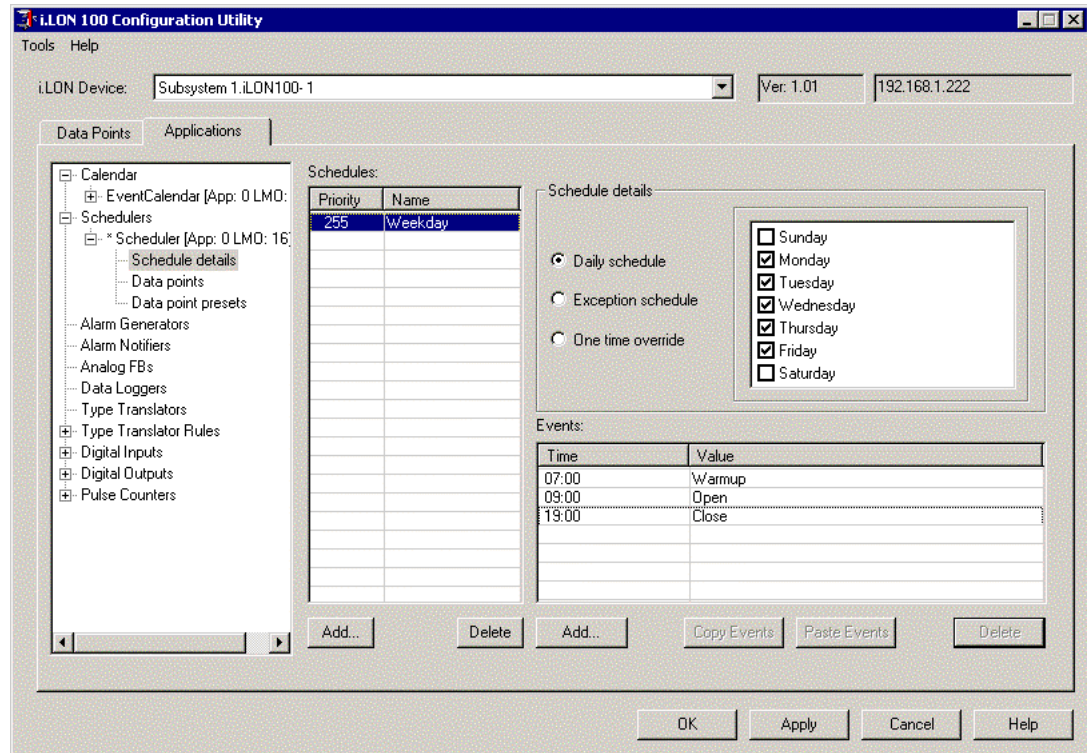 i.LON 100 Configuration Utility
Tools Help
i.LON Device: Subsystem 1.iLON100- 1 Ver: 1.01 192.168.1.222
Data Points Applications
Calendar
EventCalendar [App: 0 LMO:
Schedulers
* Scheduler [App: 0 LMO: 16]
Schedule details
Data points
Data point presets
Alarm Generators
Alarm Notifiers
Analog FBs
Data Loggers
Type Translators
Type Translator Rules
Digital Inputs
Digital Outputs
Pulse Counters
Schedules:
Priority Name
255 Weekday
Add... Delete
Schedule details
Daily schedule
Exception schedule
One time override
Sunday
Monday
Tuesday
Wednesday
Thursday
Friday
Saturday
Events:
Time Value
07:00 Warmup
09:00 Open
19:00 Close
Add... Copy Events Paste Events Delete
OK Apply Cancel Help